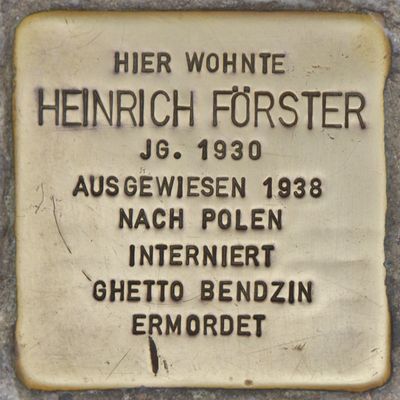 HIER WOHNTE
HEINRICH FÖRSTER
JG. 1930
AUSGEWIESEN 1938
NACH POLEN
INTERNIERT
GHETTO BENDZIN
ERMORDET